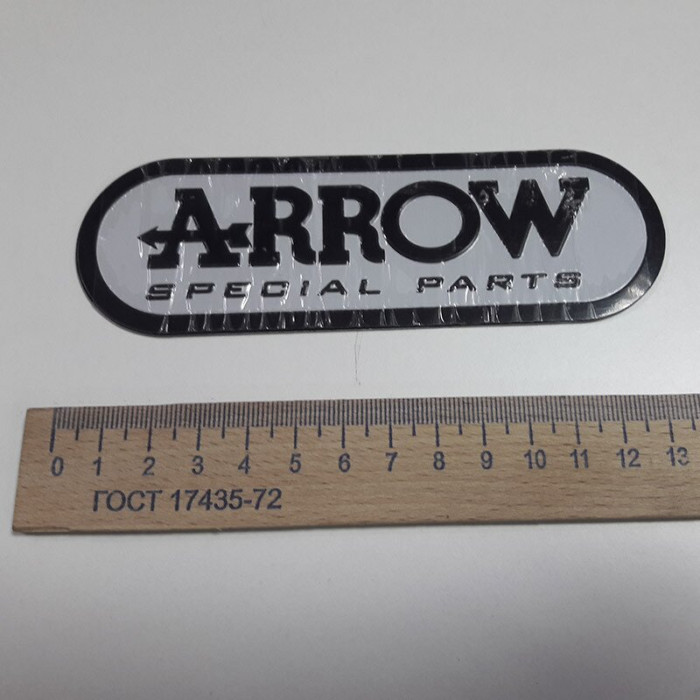 ARROW
SPECIAL PARTS
0 1 2 3 4 5 6 7 8 9 10 11 12 13
ГОСТ 17435-72